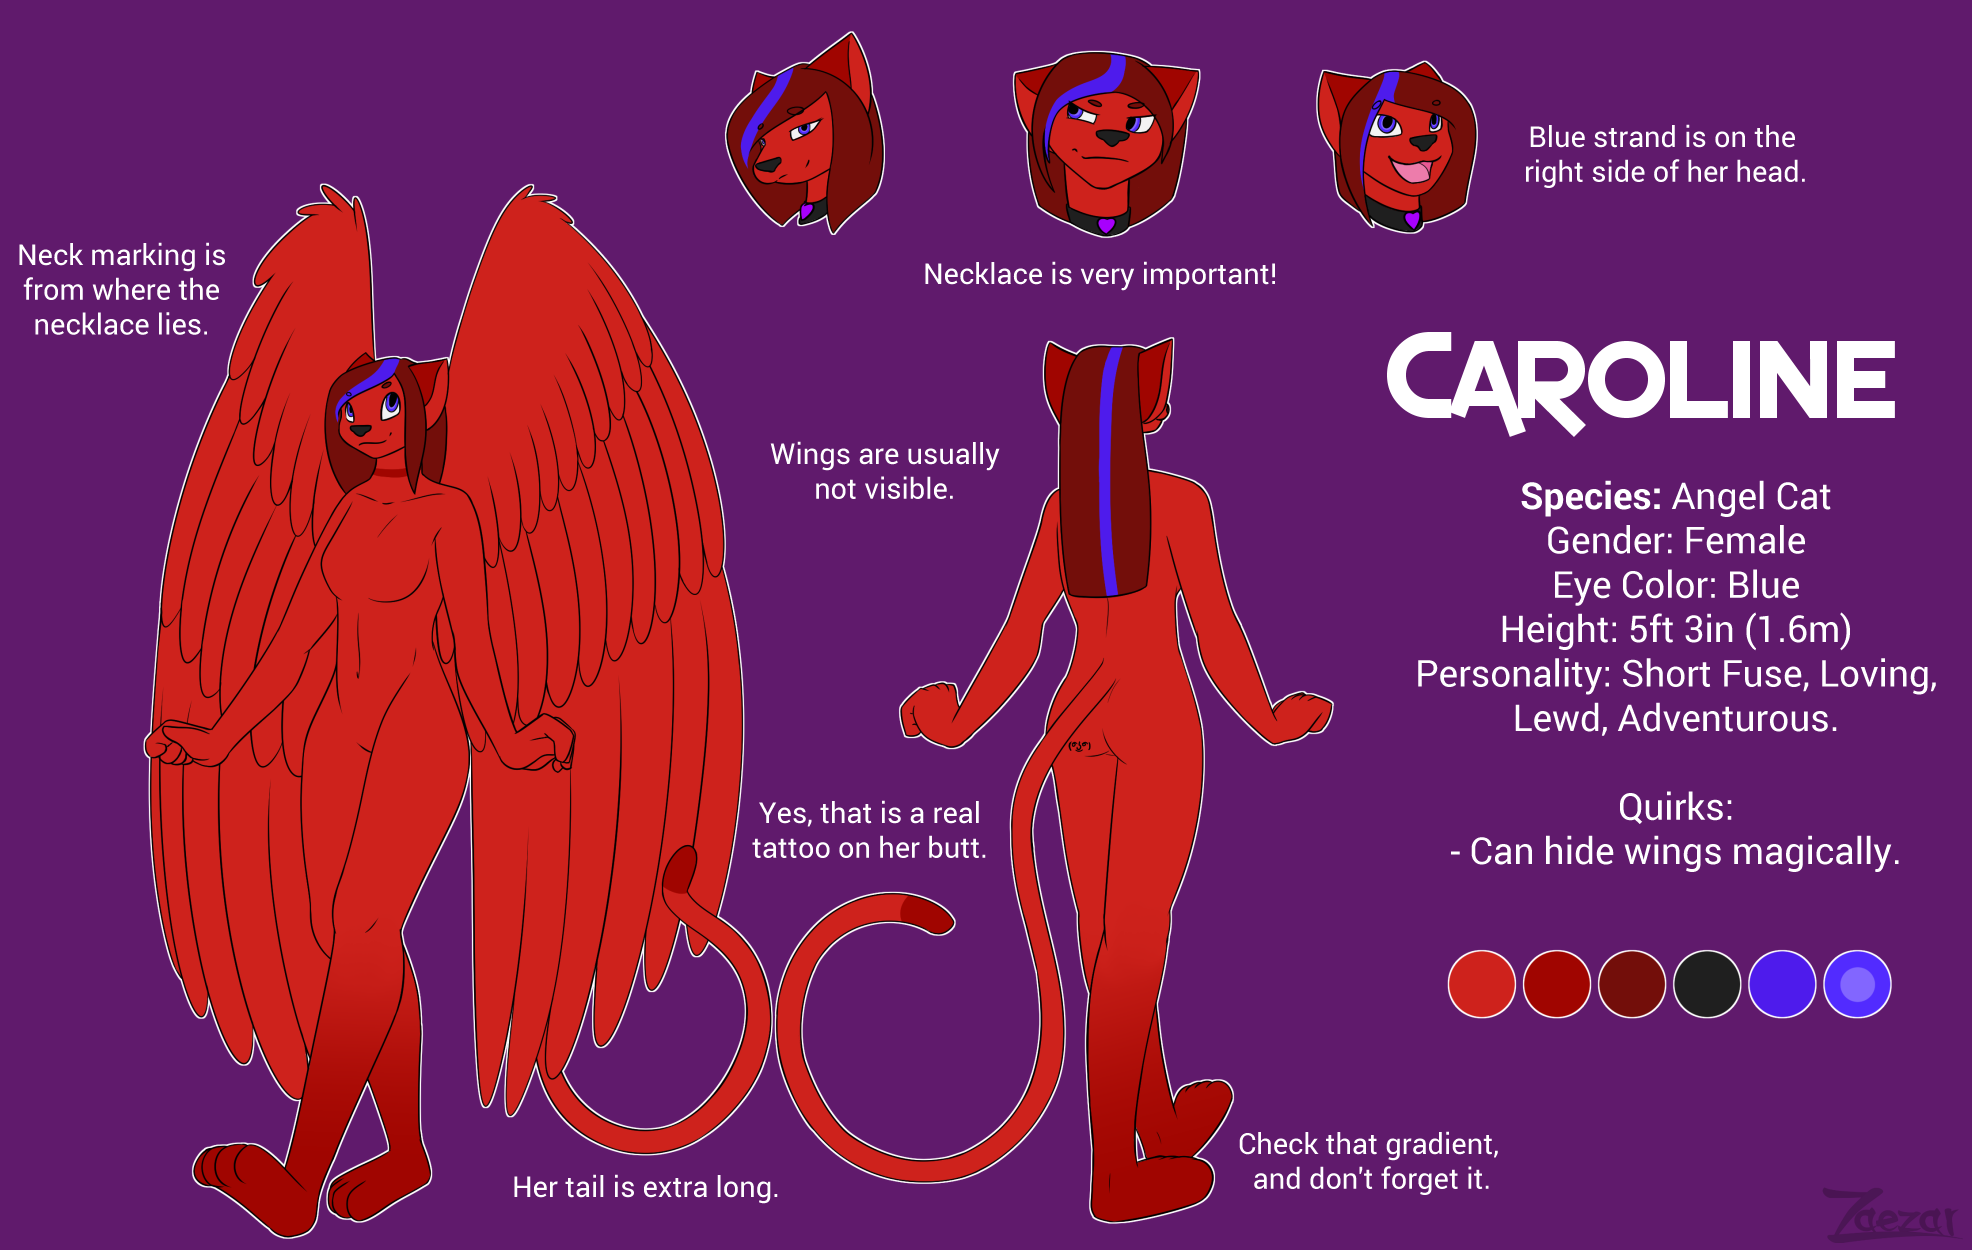 Blue strand is on the
right side of her head.
Neck marking is
from where the
necklace lies.
Necklace is very important!
CAROLINE
Wings are usually
not visible.
Species: Angel Cat
Gender: Female
Eye Color: Blue
Height: 5ft 3in (1.6m)
Personality: Short Fuse, Loving,
Lewd, Adventurous.
Quirks:
- Can hide wings magically.
Yes, that is a real
tattoo on her butt.
Her tail is extra long.
Check that gradient,
and don't forget it.
Zaezar